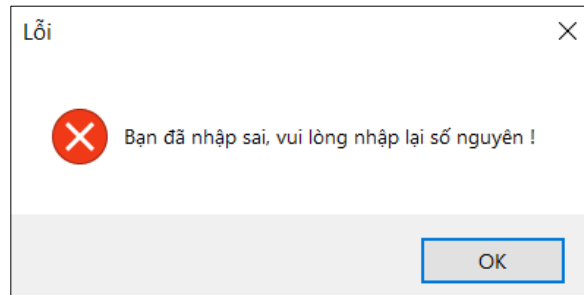 Lỗi
Bạn đã nhập sai, vui lòng nhập lại số nguyên !
OK